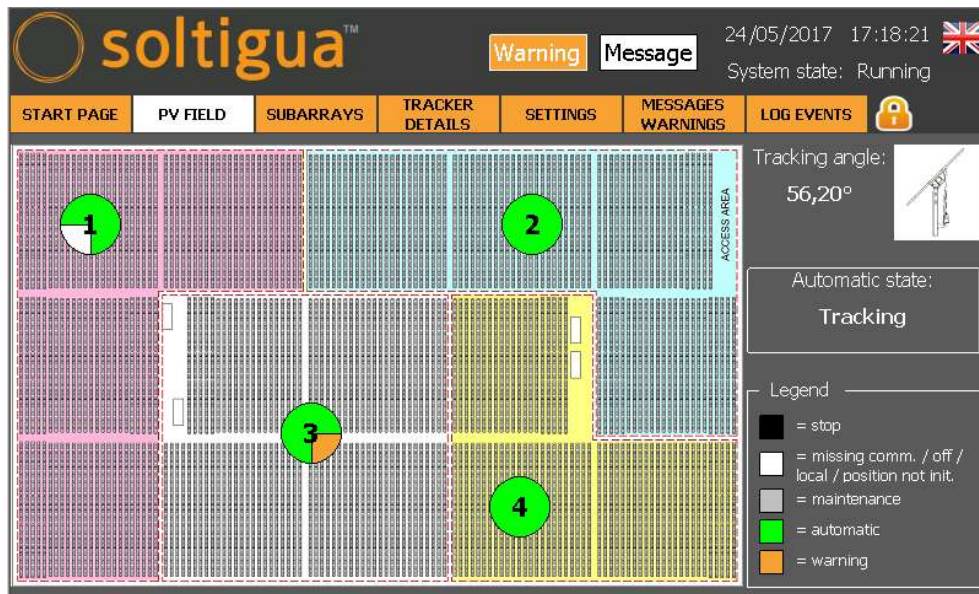 soltigua™
Warning
Message
24/05/2017 17:18:21
System state: Running
START PAGE
PV FIELD
SUBARRAYS
TRACKER
DETAILS
SETTINGS
MESSAGES
WARNINGS
LOG EVENTS
1
2
ACCESS AREA
3
4
Tracking angle:
56,20°
Automatic state:
Tracking
Legend
= stop
= missing comm. / off /
local / position not init.
= maintenance
= automatic
= warning